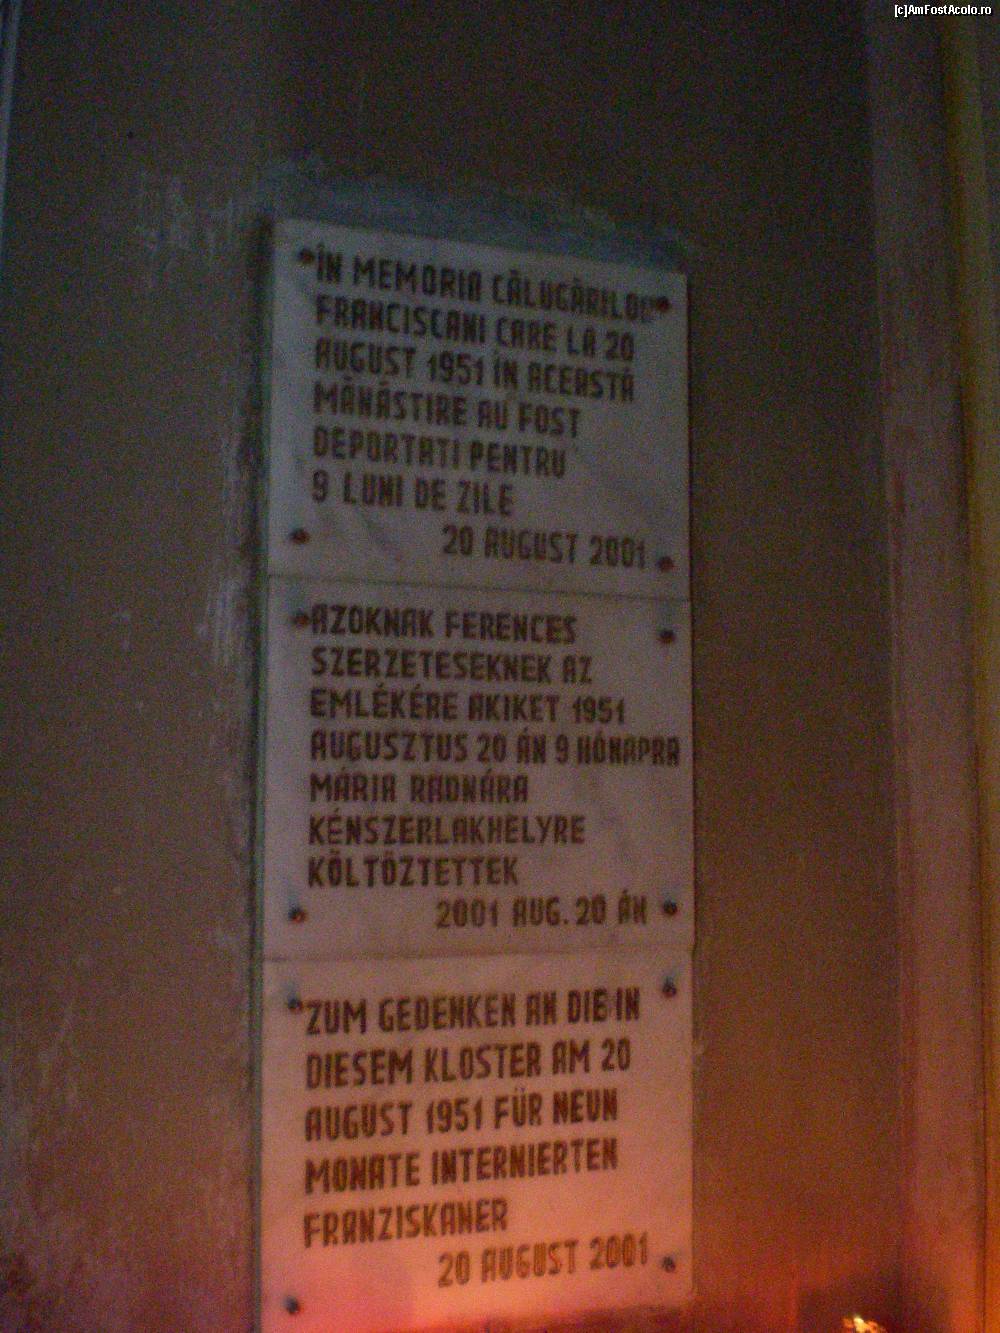 [c]AmFostAcolo.ro
ÎN MEMORIA CĂLUGĂRILOR
FRANCISCANI CARE LA 20
AUGUST 1951 ÎN ACEASTĂ
MĂNĂSTIRE AU FOST
DEPORTATI PENTRU
9 LUNI DE ZILE
20 AUGUST 2001
AZOKNAK FERENCES
SZERZETESEKNEK AZ
EMLÉKÉRE AKIKET 1951
AUGUSZTUS 20 ÁN 9 HÓNAPRA
MÁRIA RADNÁRA
KÉNSZERLAKHELYRE
KÖLTÖZTETTEK
2001 AUG. 20 ÁN
ZUM GEDENKEN AN DIE IN
DIESEM KLOSTER AM 20
AUGUST 1951 FÜR NEUN
MONATE INTERNIERTEN
FRANZISKANER
20 AUGUST 2001